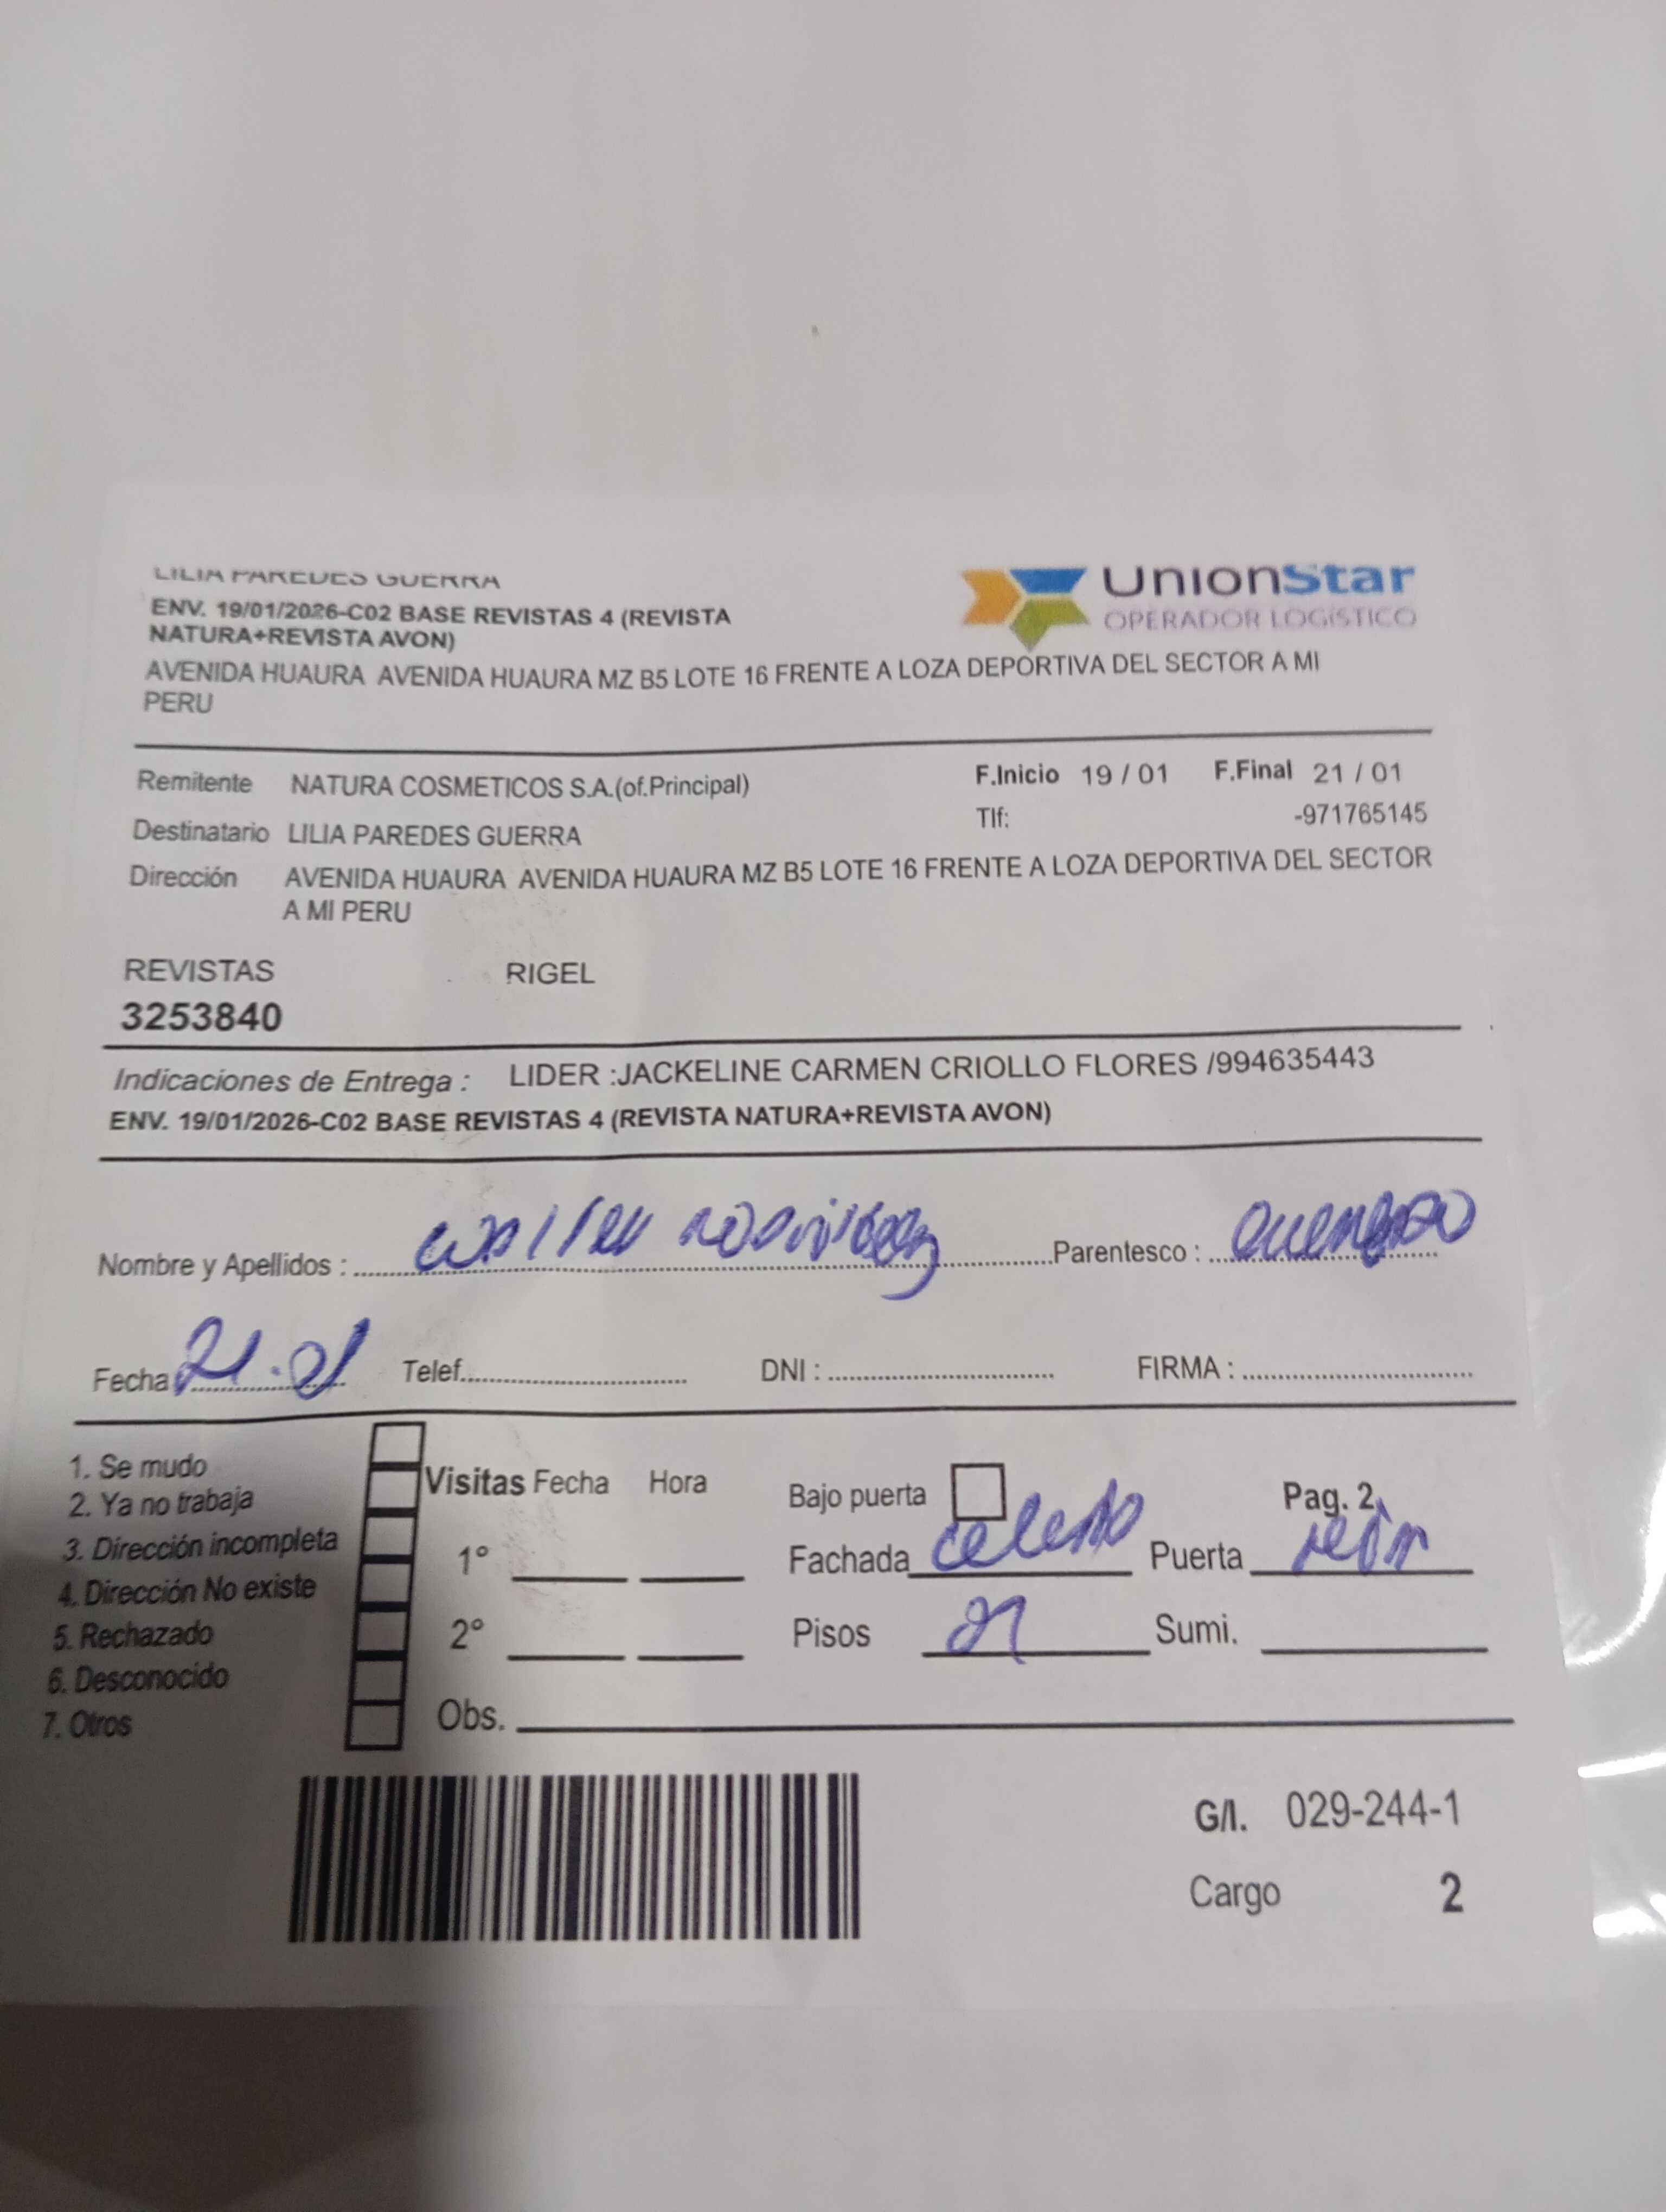 LILIA PAREDES GUERRA
UnionStar
OPERADOR LOGÍSTICO
ENV. 19/01/2026-C02 BASE REVISTAS 4 (REVISTA
NATURA+REVISTA AVON)
AVENIDA HUAURA AVENIDA HUAURA MZ B5 LOTE 16 FRENTE A LOZA DEPORTIVA DEL SECTOR A MI
PERU
Remitente NATURA COSMETICOS S.A.(of.Principal) F.Inicio 19 / 01 F.Final 21 / 01
Destinatario LILIA PAREDES GUERRA Tlf: -971765145
Dirección AVENIDA HUAURA AVENIDA HUAURA MZ B5 LOTE 16 FRENTE A LOZA DEPORTIVA DEL SECTOR
A MI PERU
REVISTAS RIGEL
3253840
Indicaciones de Entrega : LIDER :JACKELINE CARMEN CRIOLLO FLORES /994635443
ENV. 19/01/2026-C02 BASE REVISTAS 4 (REVISTA NATURA+REVISTA AVON)
Nombre y Apellidos : Parentesco :
Fecha 21.01 Telef. DNI : FIRMA :
1. Se mudo
2. Ya no trabaja
3. Dirección incompleta
4. Dirección No existe
5. Rechazado
6. Desconocido
7. Otros
Visitas Fecha Hora
1°
2°
Obs.
Bajo puerta Pag. 2
Fachada celeste Puerta
Pisos Sumi.
G/I. 029-244-1
Cargo 2